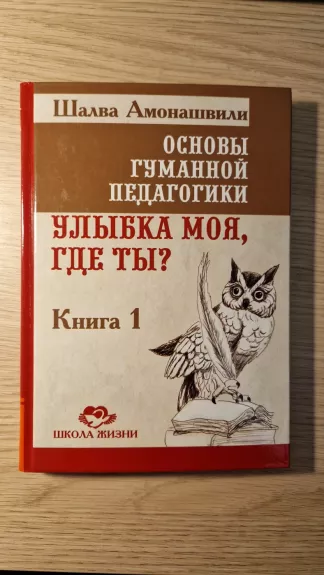 Шалва Амонашвили
ОСНОВЫ
ГУМАННОЙ
ПЕДАГОГИКИ
УЛЫБКА МОЯ,
ГДЕ ТЫ?
Книга 1
ШКОЛА ЖИЗНИ